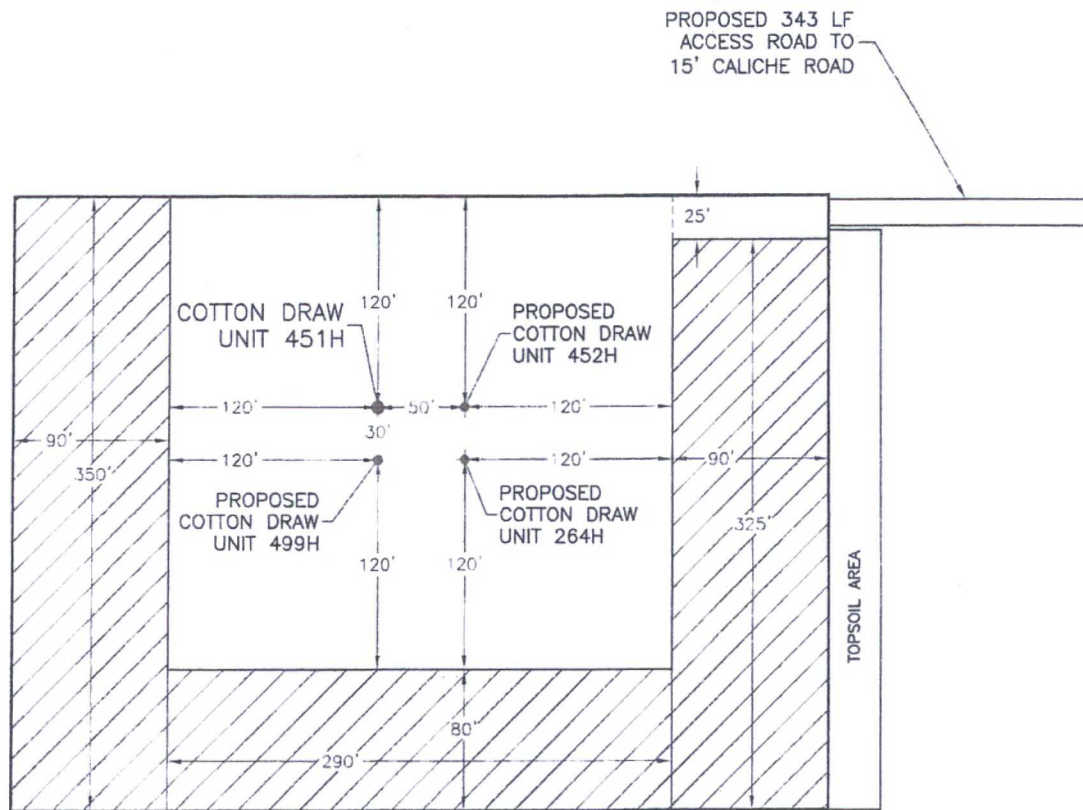 PROPOSED 343 LF
ACCESS ROAD TO
15' CALICHE ROAD
25'
120'
120'
COTTON DRAW
UNIT 451H
PROPOSED
COTTON DRAW
UNIT 452H
120'
50'
120'
30'
90'
350'
120'
120'
90'
PROPOSED
COTTON DRAW
UNIT 499H
PROPOSED
COTTON DRAW
UNIT 264H
325'
120'
120'
TOPSOIL AREA
80'
290'